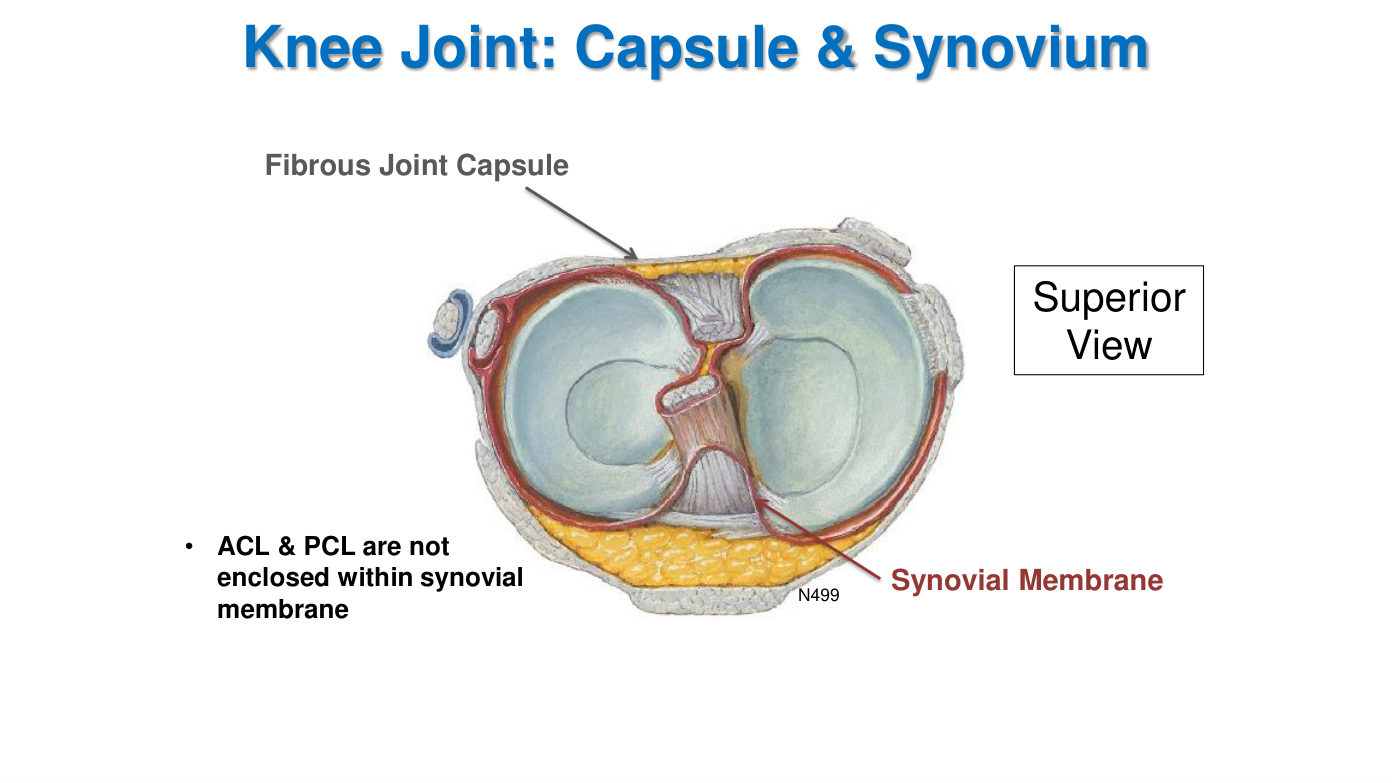 Knee Joint: Capsule & Synovium
Fibrous Joint Capsule
Superior
View
• ACL & PCL are not
enclosed within synovial
membrane
Synovial Membrane
N499